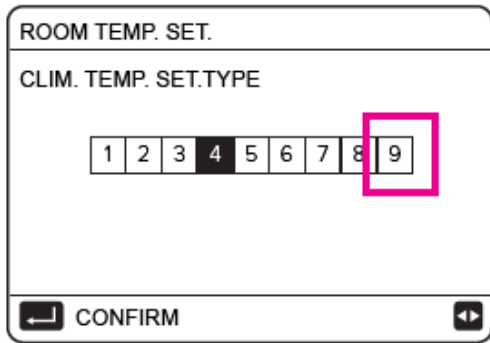 ROOM TEMP. SET.
CLIM. TEMP. SET.TYPE
1 2 3 4 5 6 7 8 9
CONFIRM